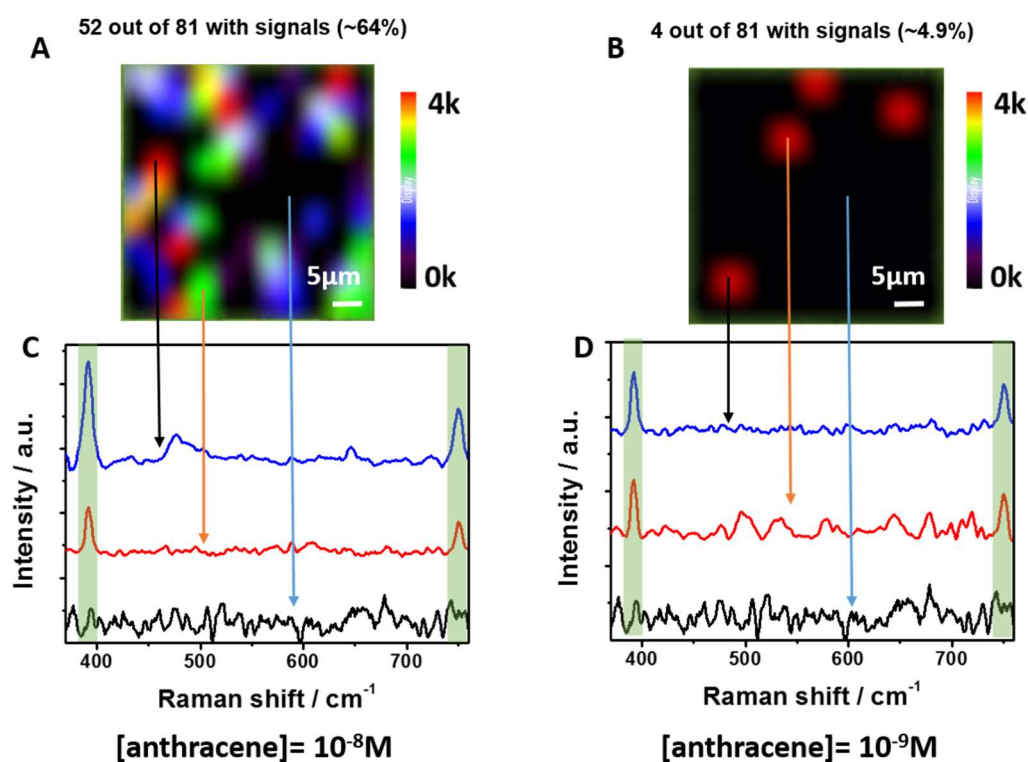 52 out of 81 with signals (~64%)
A
4k
Display
0k
5µm
4 out of 81 with signals (~4.9%)
B
4k
Display
0k
5µm
C
Intensity / a.u.
400 500 600 700
Raman shift / cm⁻¹
[anthracene]= 10⁻⁸M
D
Intensity / a.u.
400 500 600 700
Raman shift / cm⁻¹
[anthracene]= 10⁻⁹M